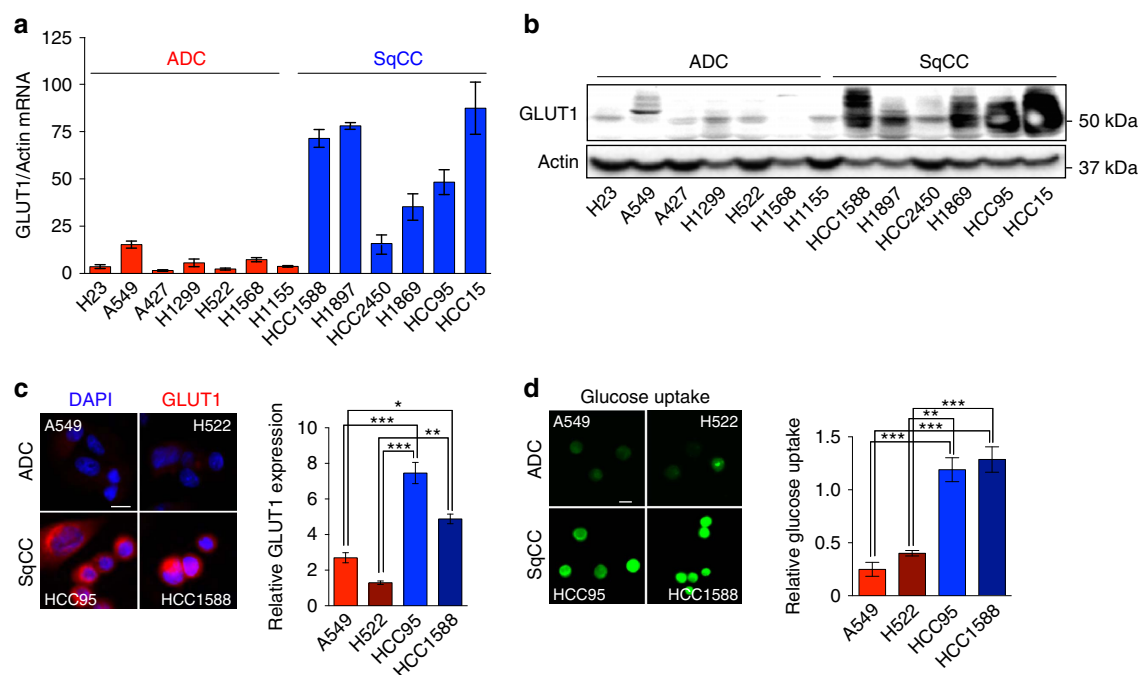 a
GLUT1/Actin mRNA
125
100
75
50
25
0
ADC
SqCC
H23
A549
A427
H1299
H522
H1568
H1155
HCC1588
H1897
HCC2450
H1869
HCC95
HCC15
b
ADC
SqCC
GLUT1
- 50 kDa
Actin
- 37 kDa
H23
A549
A427
H1299
H522
H1568
H1155
HCC1588
H1897
HCC2450
H1869
HCC95
HCC15
c
DAPI
GLUT1
ADC
A549
H522
SqCC
HCC95
HCC1588
Relative GLUT1 expression
10
8
6
4
2
0
*
***
**
***
A549
H522
HCC95
HCC1588
d
Glucose uptake
ADC
A549
H522
SqCC
HCC95
HCC1588
Relative glucose uptake
1.5
1.0
0.5
0
***
**
***
***
A549
H522
HCC95
HCC1588